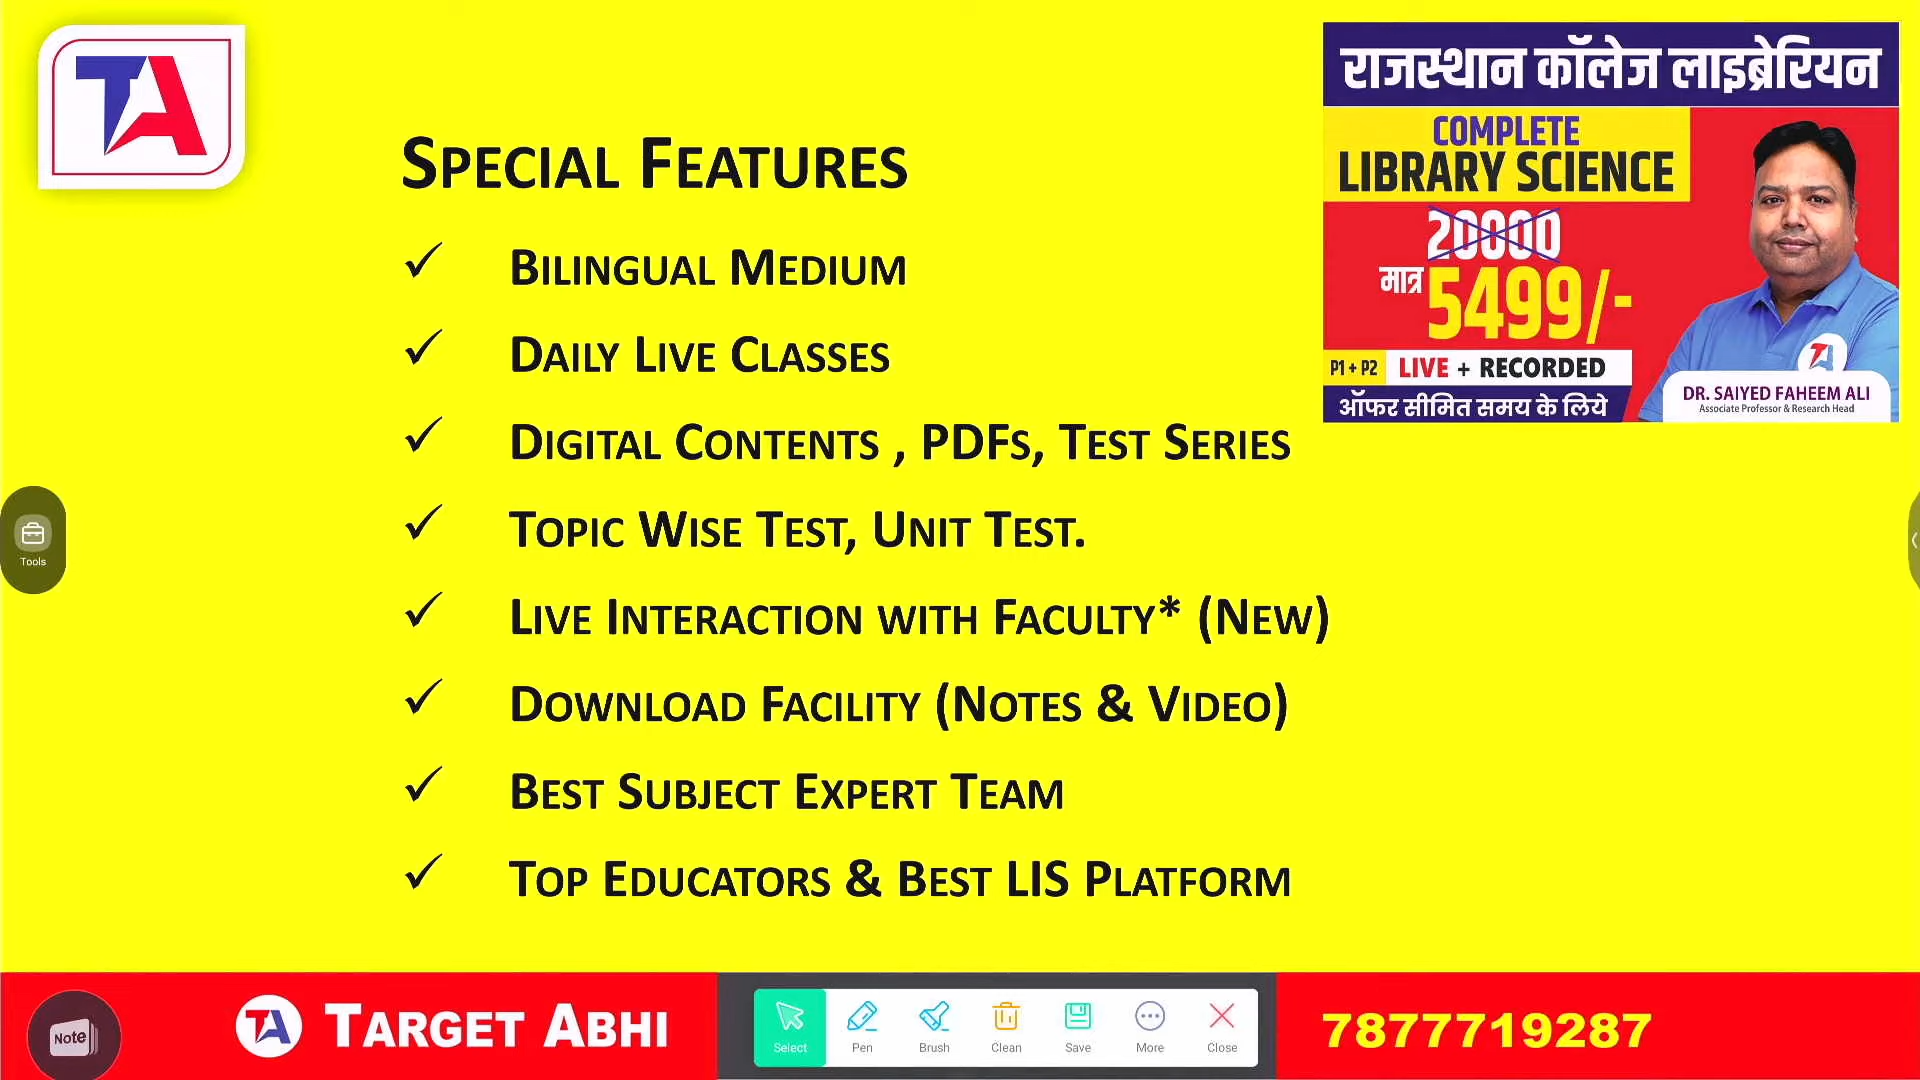 TA
राजस्थान कॉलेज लाइब्रेरियन
COMPLETE
LIBRARY SCIENCE
20000
मात्र 5499/-
P1 + P2 LIVE + RECORDED
ऑफर सीमित समय के लिये
DR. SAIYED FAHEEM ALI
Associate Professor & Research Head
SPECIAL FEATURES
✓ BILINGUAL MEDIUM
✓ DAILY LIVE CLASSES
✓ DIGITAL CONTENTS , PDFS, TEST SERIES
✓ TOPIC WISE TEST, UNIT TEST.
✓ LIVE INTERACTION WITH FACULTY* (NEW)
✓ DOWNLOAD FACILITY (NOTES & VIDEO)
✓ BEST SUBJECT EXPERT TEAM
✓ TOP EDUCATORS & BEST LIS PLATFORM
Tools
Note
TA TARGET ABHI
Select Pen Brush Clean Save More Close
7877719287